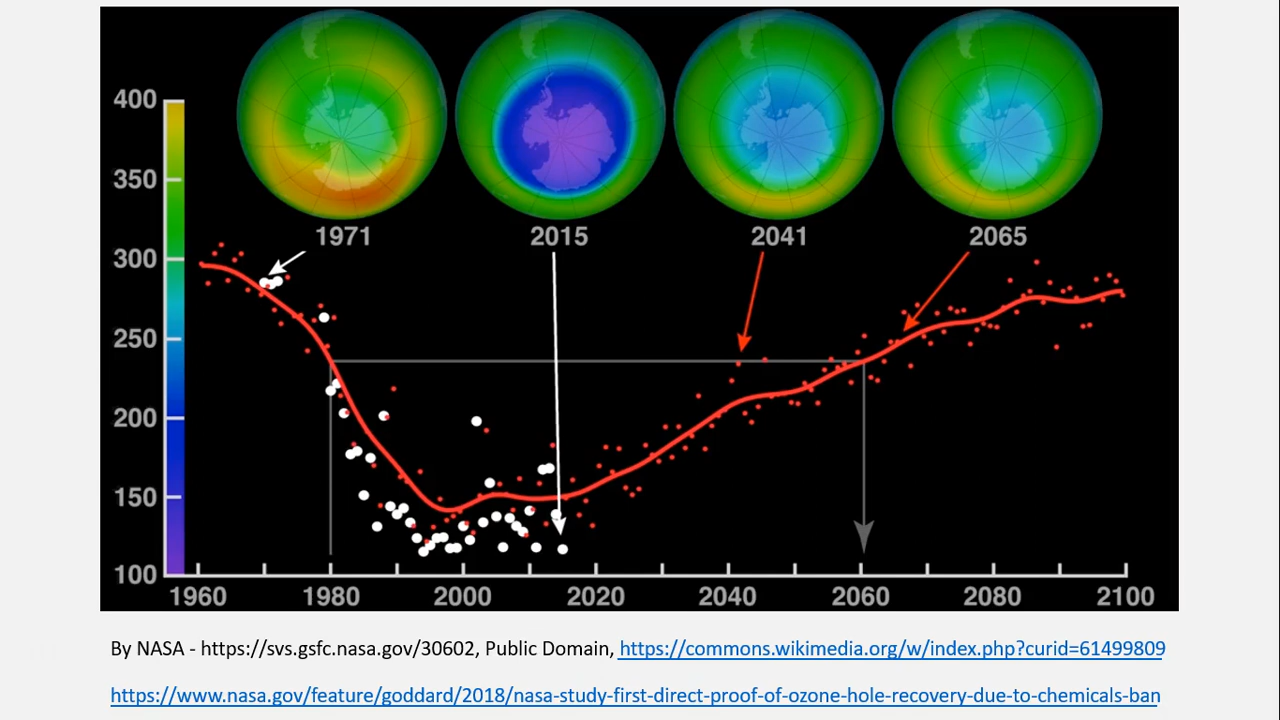 1971 2015 2041 2065
400
350
300
250
200
150
100
1960 1980 2000 2020 2040 2060 2080 2100
By NASA - https://svs.gsfc.nasa.gov/30602, Public Domain, https://commons.wikimedia.org/w/index.php?curid=61499809
https://www.nasa.gov/feature/goddard/2018/nasa-study-first-direct-proof-of-ozone-hole-recovery-due-to-chemicals-ban